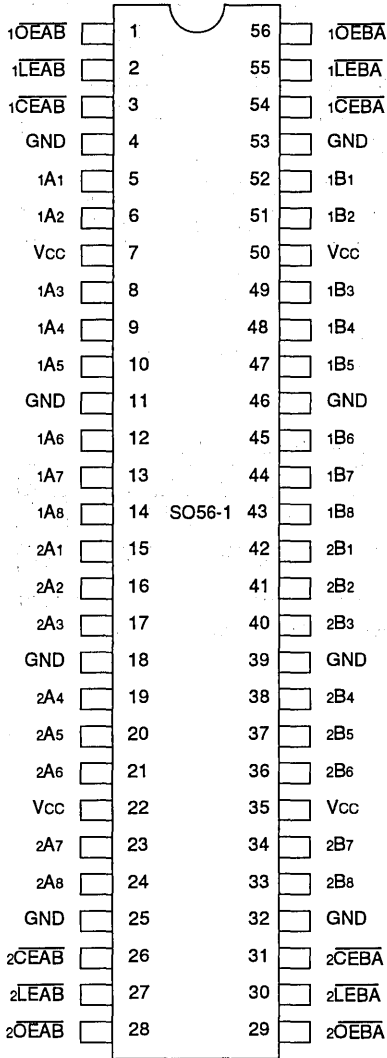 1OEAB 1 56 1OEBA
1LEAB 2 55 1LEBA
1CEAB 3 54 1CEBA
GND 4 53 GND
1A1 5 52 1B1
1A2 6 51 1B2
VCC 7 50 VCC
1A3 8 49 1B3
1A4 9 48 1B4
1A5 10 47 1B5
GND 11 46 GND
1A6 12 45 1B6
1A7 13 44 1B7
1A8 14 SO56-1 43 1B8
2A1 15 42 2B1
2A2 16 41 2B2
2A3 17 40 2B3
GND 18 39 GND
2A4 19 38 2B4
2A5 20 37 2B5
2A6 21 36 2B6
VCC 22 35 VCC
2A7 23 34 2B7
2A8 24 33 2B8
GND 25 32 GND
2CEAB 26 31 2CEBA
2LEAB 27 30 2LEBA
2OEAB 28 29 2OEBA